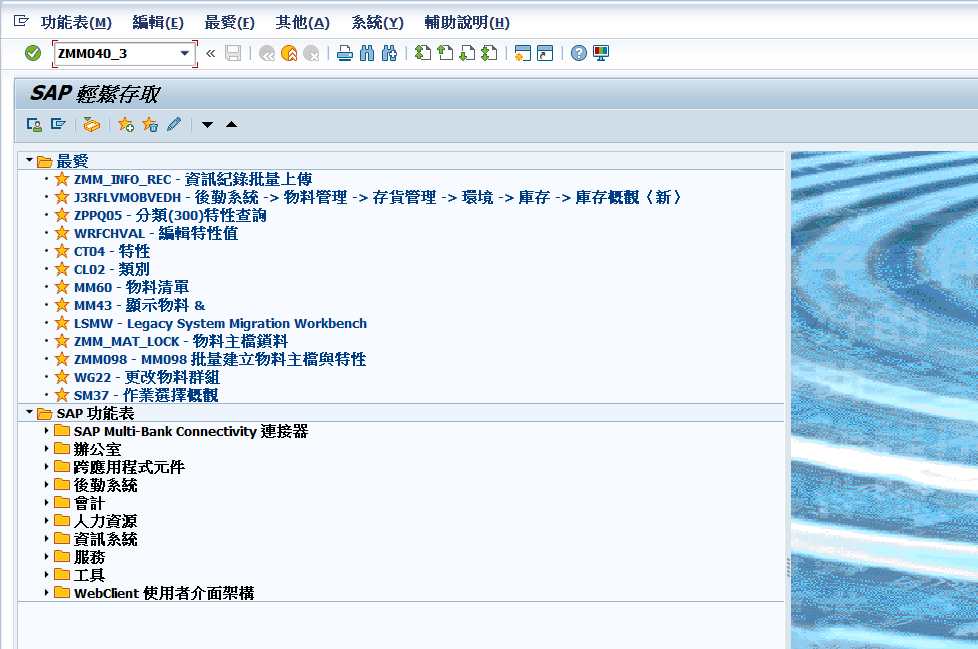 功能表(M) 編輯(E) 最愛(F) 其他(A) 系統(Y) 輔助說明(H)
ZMM040_3
SAP 輕鬆存取
最愛
ZMM_INFO_REC - 資訊紀錄批量上傳
J3RFLVMOBVEDH - 後勤系統 -> 物料管理 -> 存貨管理 -> 環境 -> 庫存 -> 庫存概觀〈新〉
ZPPQ05 - 分類(300)特性查詢
WRFCHVAL - 編輯特性值
CT04 - 特性
CL02 - 類別
MM60 - 物料清單
MM43 - 顯示物料 &
LSMW - Legacy System Migration Workbench
ZMM_MAT_LOCK - 物料主檔鎖料
ZMM098 - MM098 批量建立物料主檔與特性
WG22 - 更改物料群組
SM37 - 作業選擇概觀
SAP 功能表
SAP Multi-Bank Connectivity 連接器
辦公室
跨應用程式元件
後勤系統
會計
人力資源
資訊系統
服務
工具
WebClient 使用者介面架構